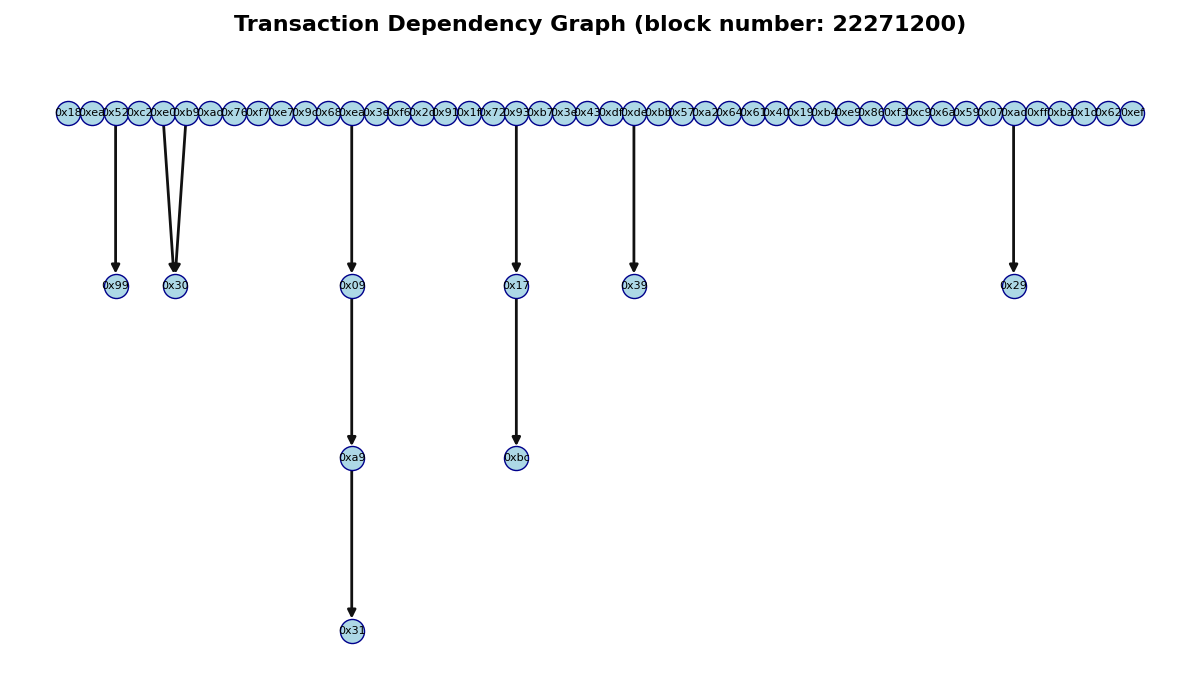 Transaction Dependency Graph (block number: 22271200)
0x18 0xea 0x52 0xc2 0xe0 0xb9 0xac 0x76 0xf7 0xe7 0x9c 0x68 0xea 0x3e 0xf6 0x2d 0x91 0x1f 0x72 0x93 0xb7 0x3e 0x43 0xdf 0xde 0xbb 0x57 0xa2 0x64 0x61 0x40 0x19 0xb4 0xe9 0x86 0xf3 0xc9 0x6a 0x59 0x07 0xad 0xff 0xba 0x1d 0x62 0xef
0x99 0x30 0x09 0x17 0x39 0x29
0xa9 0xbc
0x31